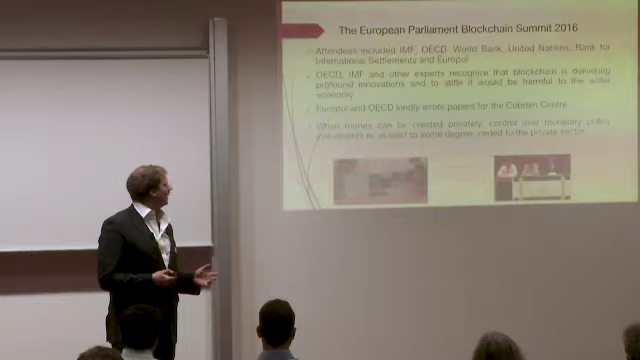 The European Parliament Blockchain Summit 2016
Attendees included IMF, OECD, World Bank, United Nations, Bank for
International Settlements and Europol
OECD, IMF and other experts recognize that blockchain is delivering
profound innovations and to stifle it would be harmful to the wider
economy
Europol and OECD kindly wrote papers for the Cobden Centre
When money can be created privately, control over monetary policy
instruments is, at least to some degree, ceded to the private sector